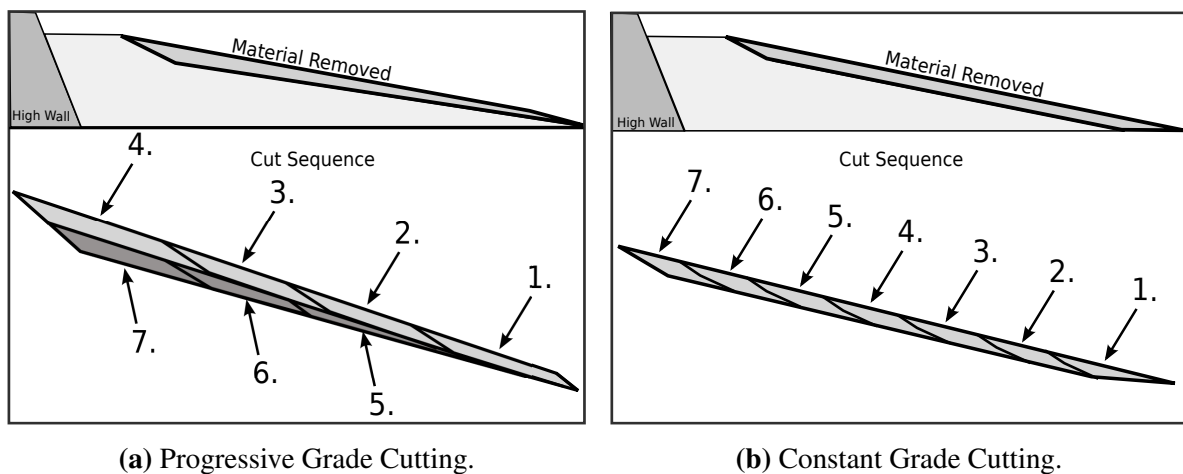 Material Removed
High Wall
Cut Sequence
4.
3.
2.
1.
7.
6.
5.
(a) Progressive Grade Cutting.
Material Removed
High Wall
Cut Sequence
7.
6.
5.
4.
3.
2.
1.
(b) Constant Grade Cutting.